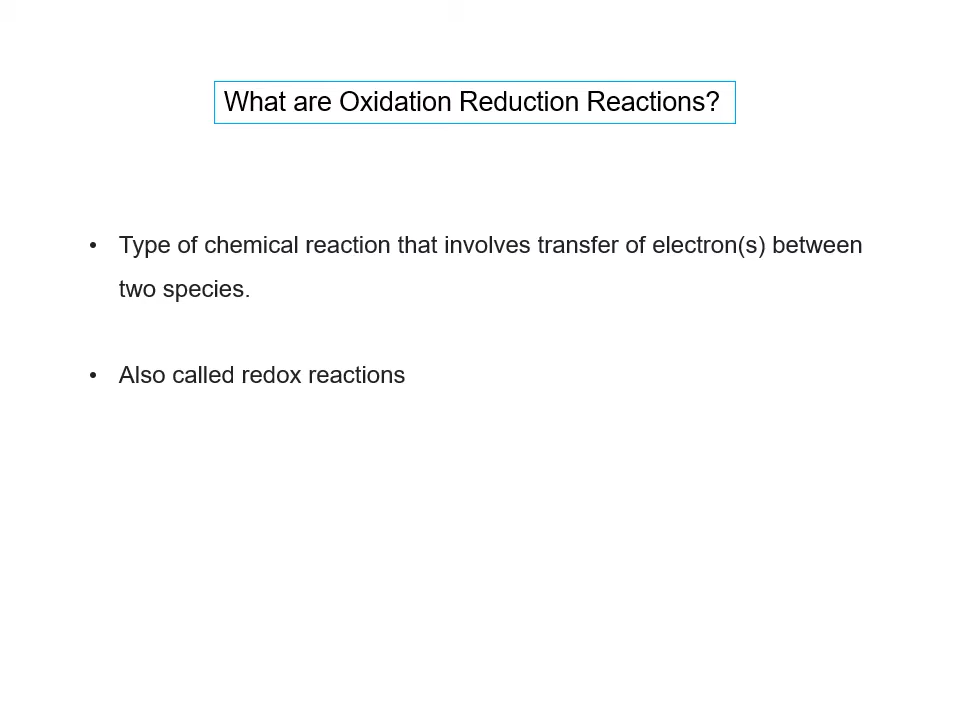 What are Oxidation Reduction Reactions?
• Type of chemical reaction that involves transfer of electron(s) between
two species.
• Also called redox reactions